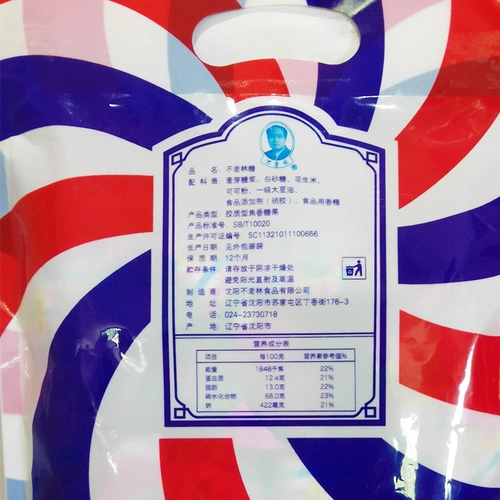 品 名: 不老林糖
配 料 表: 麦芽糖浆、白砂糖、花生米、
可可粉、一级大豆油、
食品添加剂(明胶)、食品用香精
产品类型: 胶质型焦香糖果
产品标准号: SB/T10020
生产许可证编号: SC11321011100656
生产日期: 见外包装袋
保 质 期: 12个月
贮存条件: 请存放于阴凉干燥处
避免阳光直射及高温
制 造 商: 沈阳不老林食品有限公司
地 址: 辽宁省沈阳市苏家屯区丁香街176-3
电 话: 024-23730718
产 地: 辽宁省沈阳市
营养成分表
项目 每100克 营养素参考值%
能量 1848千焦 22%
蛋白质 12.4克 21%
脂肪 13.0克 22%
碳水化合物 68.0克 23%
钠 422毫克 21%